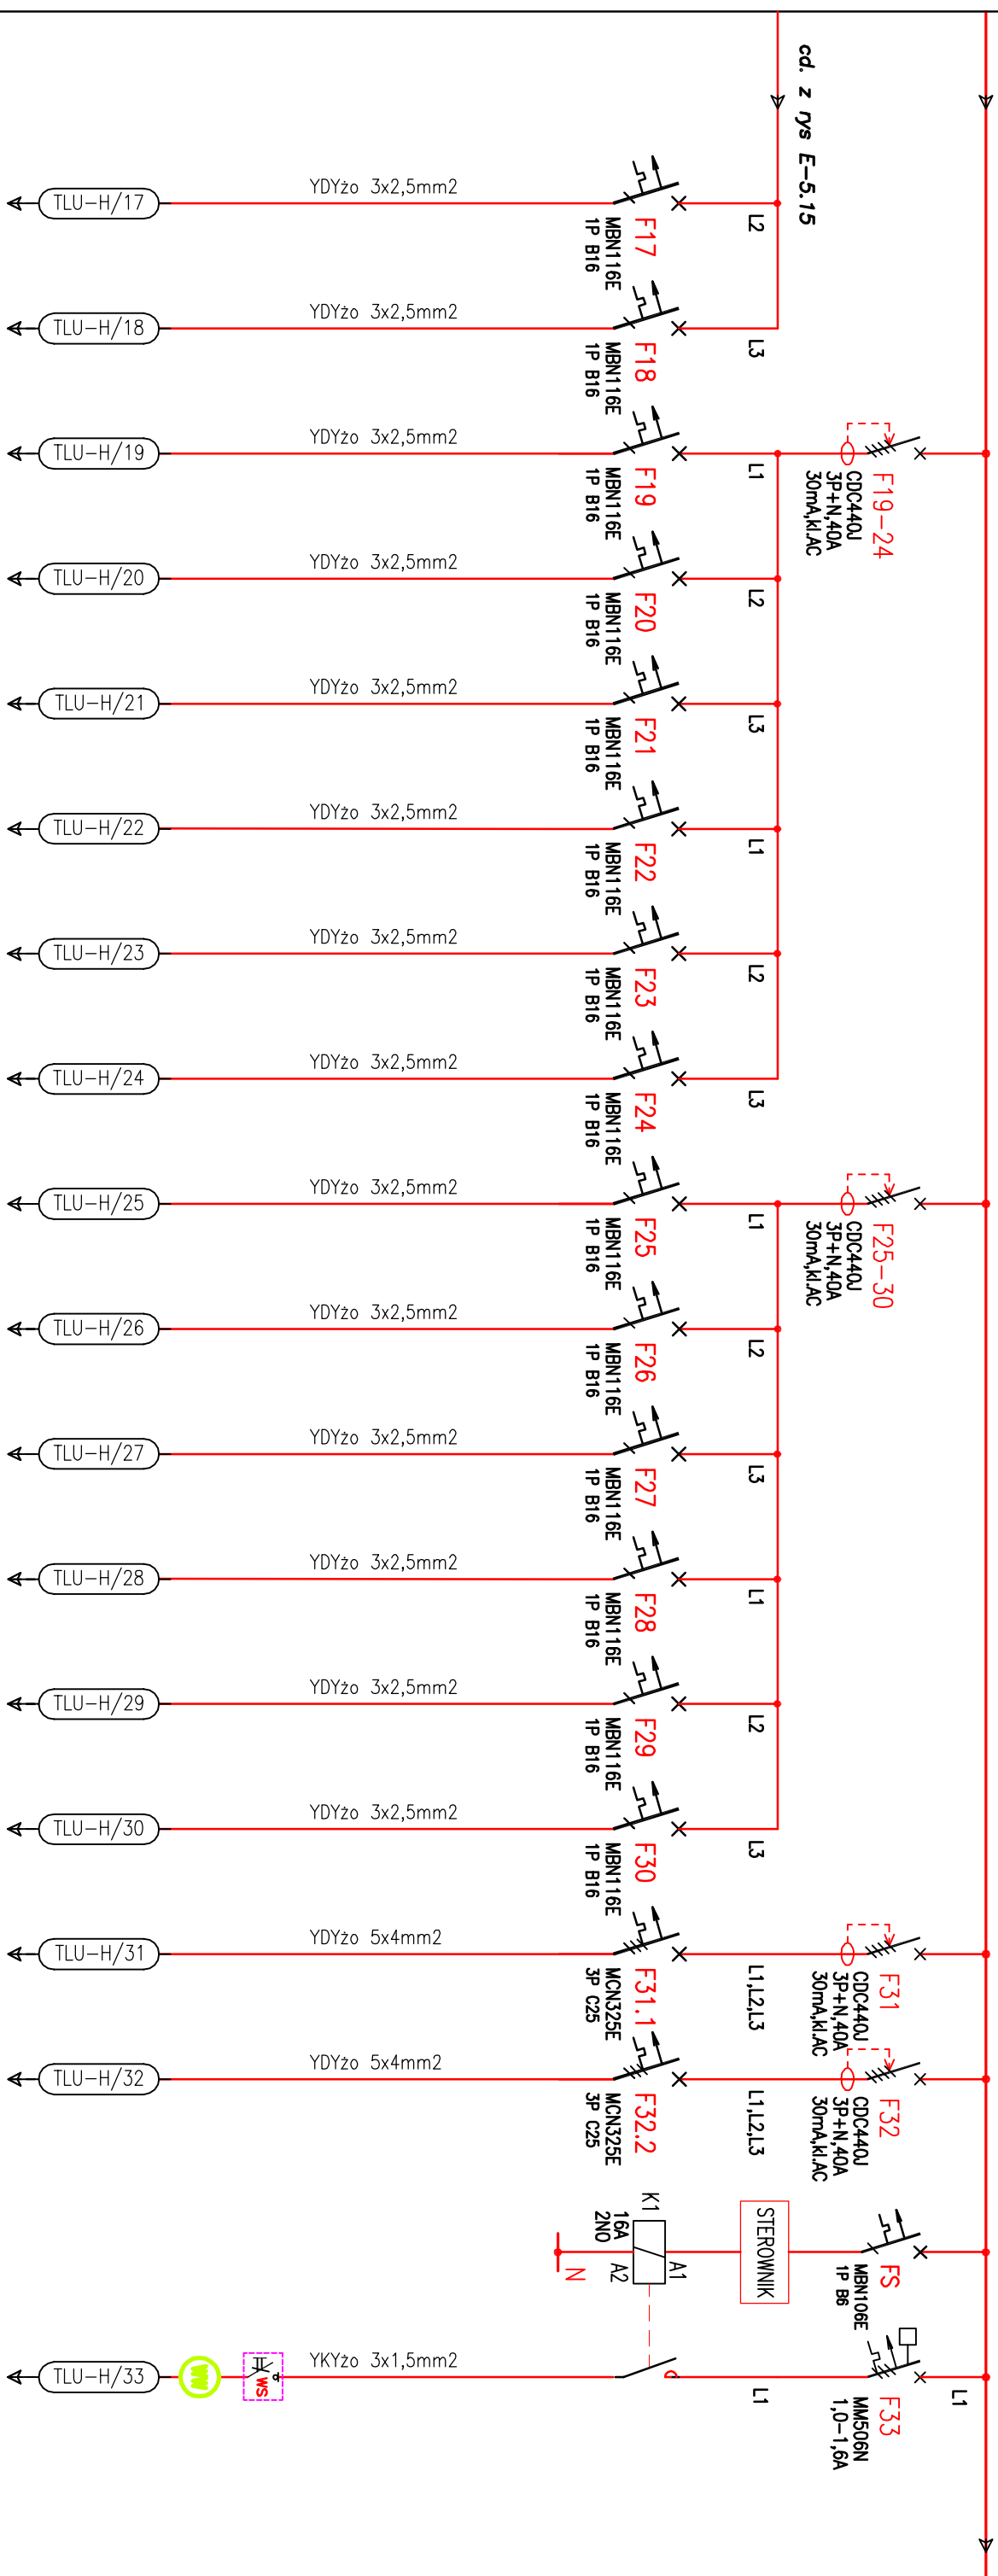 cd. z rys E-5.15
L2
F17
MBN116E
1P B16
YDYżo 3x2,5mm2
TLU-H/17
L3
F18
MBN116E
1P B16
YDYżo 3x2,5mm2
TLU-H/18
F19-24
CDC440J
3P+N,40A
30mA,kl.AC
L1
F19
MBN116E
1P B16
YDYżo 3x2,5mm2
TLU-H/19
L2
F20
MBN116E
1P B16
YDYżo 3x2,5mm2
TLU-H/20
L3
F21
MBN116E
1P B16
YDYżo 3x2,5mm2
TLU-H/21
L1
F22
MBN116E
1P B16
YDYżo 3x2,5mm2
TLU-H/22
L2
F23
MBN116E
1P B16
YDYżo 3x2,5mm2
TLU-H/23
L3
F24
MBN116E
1P B16
YDYżo 3x2,5mm2
TLU-H/24
F25-30
CDC440J
3P+N,40A
30mA,kl.AC
L1
F25
MBN116E
1P B16
YDYżo 3x2,5mm2
TLU-H/25
L2
F26
MBN116E
1P B16
YDYżo 3x2,5mm2
TLU-H/26
L3
F27
MBN116E
1P B16
YDYżo 3x2,5mm2
TLU-H/27
L1
F28
MBN116E
1P B16
YDYżo 3x2,5mm2
TLU-H/28
L2
F29
MBN116E
1P B16
YDYżo 3x2,5mm2
TLU-H/29
L3
F30
MBN116E
1P B16
YDYżo 3x2,5mm2
TLU-H/30
F31
CDC440J
3P+N,40A
30mA,kl.AC
L1,L2,L3
F31.1
MCN325E
3P C25
YDYżo 5x4mm2
TLU-H/31
F32
CDC440J
3P+N,40A
30mA,kl.AC
L1,L2,L3
F32.2
MCN325E
3P C25
YDYżo 5x4mm2
TLU-H/32
FS
MBN106E
1P B6
STEROWNIK
K1
A1
A2
16A
2NO
N
L1
F33
MM506N
1,0-1,6A
L1
YKYżo 3x1,5mm2
WS
WW
TLU-H/33